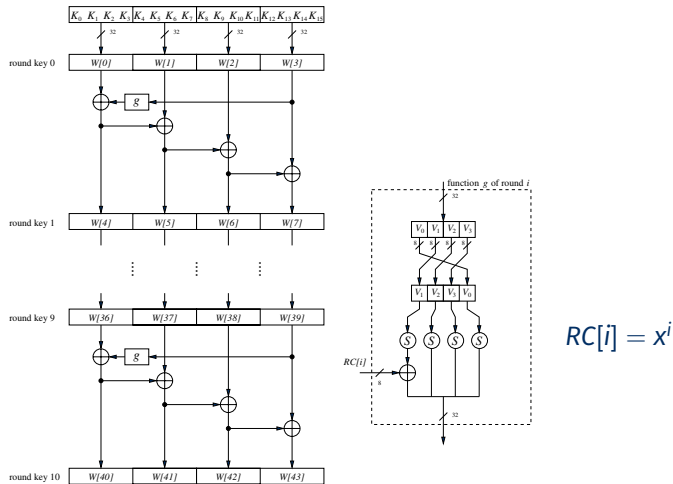 K0 K1 K2 K3 K4 K5 K6 K7 K8 K9 K10 K11 K12 K13 K14 K15
32 32 32 32
round key 0 W[0] W[1] W[2] W[3]
g
round key 1 W[4] W[5] W[6] W[7]
round key 9 W[36] W[37] W[38] W[39]
g
round key 10 W[40] W[41] W[42] W[43]
function g of round i
32
V0 V1 V2 V3
8 8 8 8
V1 V2 V3 V0
S S S S
RC[i]
8
32
RC[i] = x^i